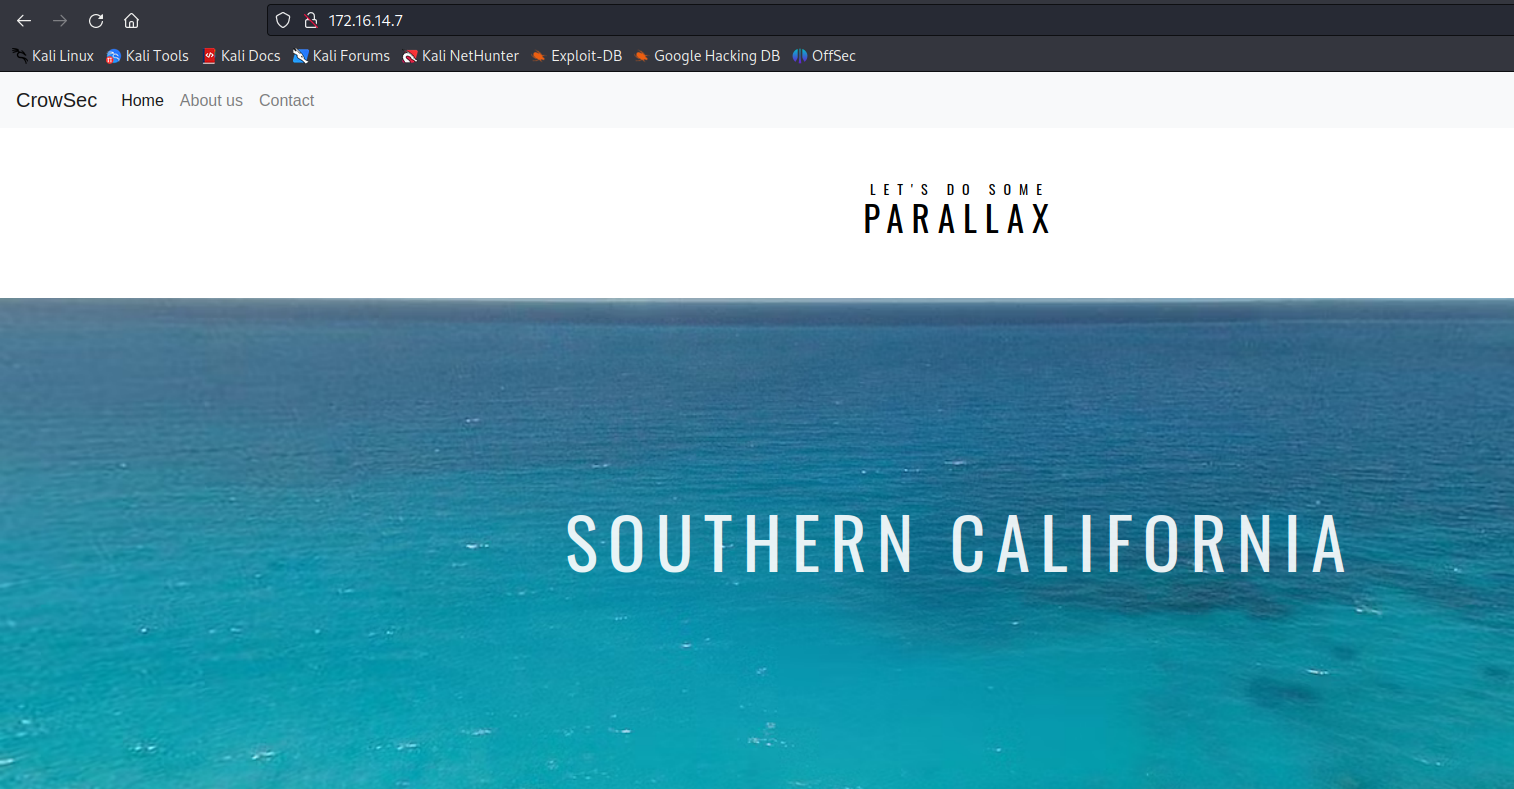 172.16.14.7
Kali Linux Kali Tools Kali Docs Kali Forums Kali NetHunter Exploit-DB Google Hacking DB OffSec
CrowSec Home About us Contact
LET'S DO SOME
PARALLAX
SOUTHERN CALIFORNIA